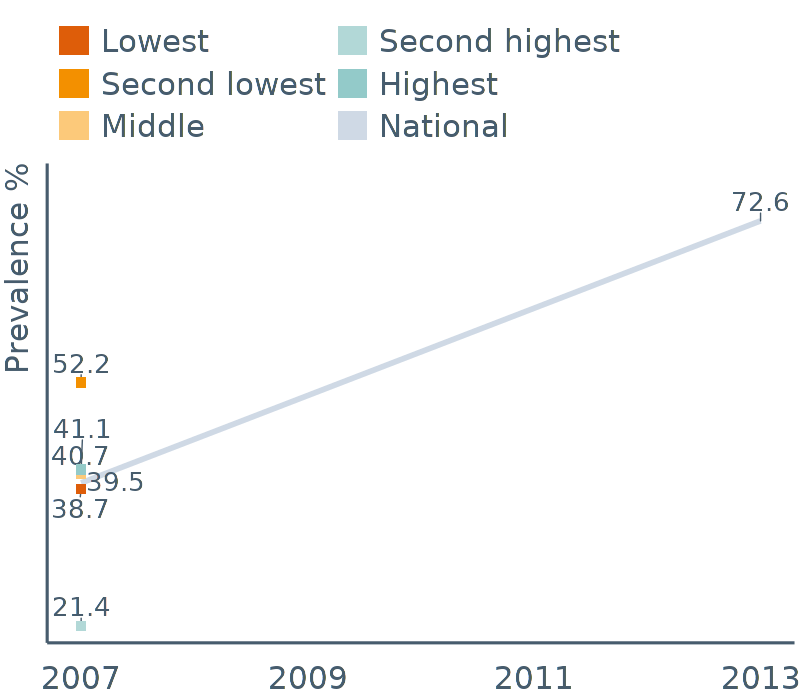 Lowest
Second highest
Second lowest
Highest
Middle
National
Prevalence %
72.6
52.2
41.1
40.7
39.5
38.7
21.4
2007
2009
2011
2013